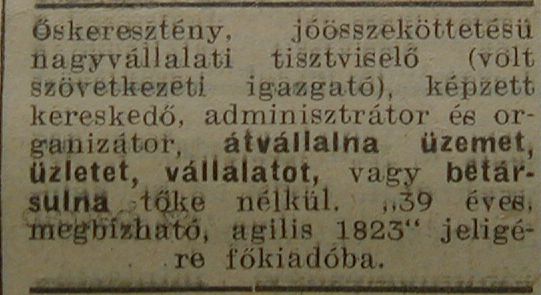 Őskeresztény, jóösszeköttetésü
nagyvállalati tisztviselő (volt
szövetkezeti igazgató), képzett
kereskedő, adminisztrátor és or-
ganizátor, átvállalna üzemet,
üzletet, vállalatot, vagy betár-
sulna tőke nélkül. „39 éves,
megbízható, agilis 1823“ jeligé-
re főkiadóba.